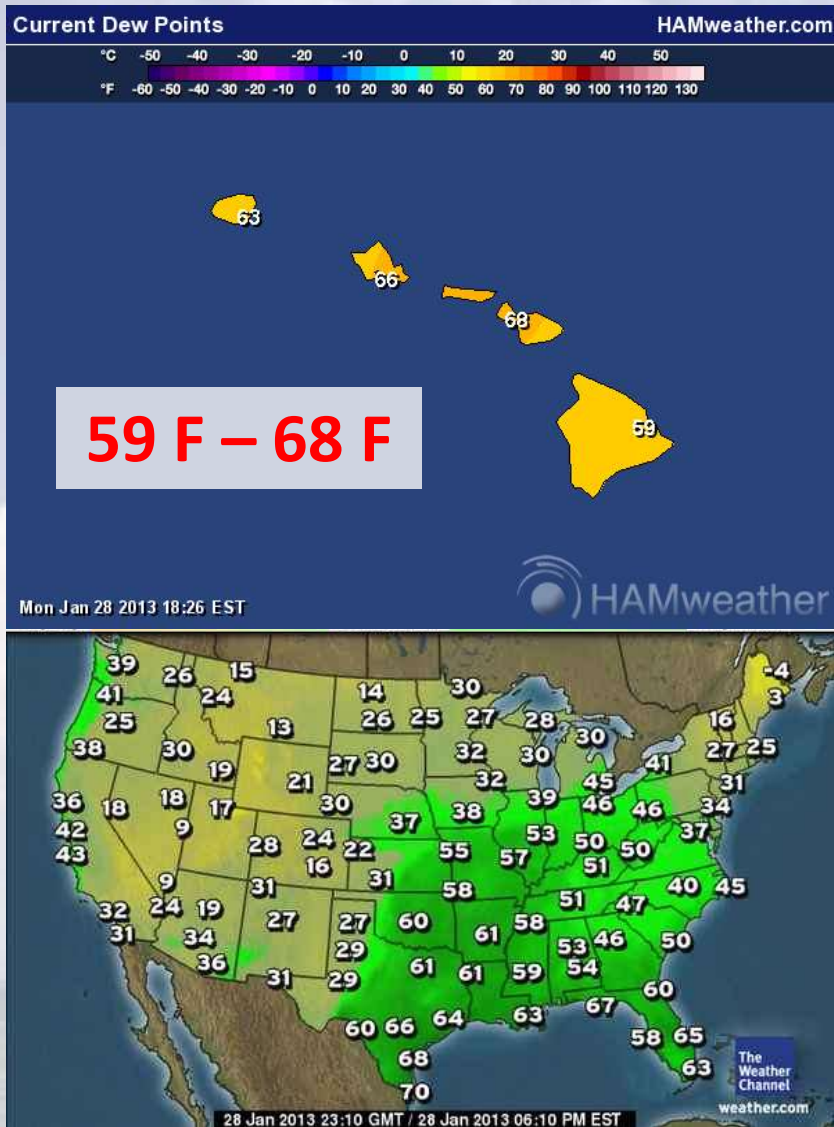 Current Dew Points HAMweather.com
°C -50 -40 -30 -20 -10 0 10 20 30 40 50
°F -60 -50 -40 -30 -20 -10 0 10 20 30 40 50 60 70 80 90 100 110 120 130
63
66
68
59
59 F – 68 F
Mon Jan 28 2013 18:26 EST
HAMweather
39 26 15 14 30 -4
41 24 3
25 13 26 25 27 28 16
38 30 19 21 27 30 32 30 30 41 27 25
36 18 18 17 30 32 39 45 31
42 9 37 38 46 46 34
43 28 24 22 55 53 50 50 37
16 57 51
9 31 31 58 40 45
32 24 19 27 27 60 58 51 47
31 34 29 61 53 46 50
36 31 29 61 61 59 54
60 66 64 63 67 60
68 58 65
70 63
The
Weather
Channel
weather.com
28 Jan 2013 23:10 GMT / 28 Jan 2013 06:10 PM EST